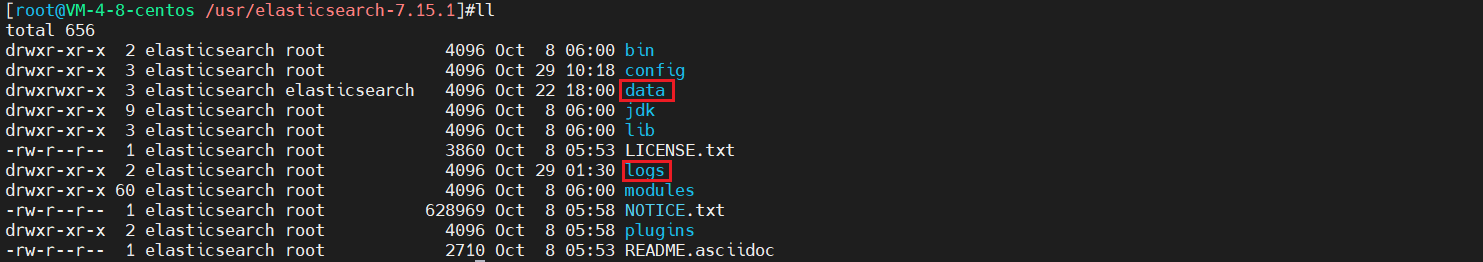 [root@VM-4-8-centos /usr/elasticsearch-7.15.1]#ll
total 656
drwxr-xr-x  2 elasticsearch root            4096 Oct  8 06:00 bin
drwxr-xr-x  3 elasticsearch root            4096 Oct 29 10:18 config
drwxrwxr-x  3 elasticsearch elasticsearch   4096 Oct 22 18:00 data
drwxr-xr-x  9 elasticsearch root            4096 Oct  8 06:00 jdk
drwxr-xr-x  3 elasticsearch root            4096 Oct  8 06:00 lib
-rw-r--r--  1 elasticsearch root            3860 Oct  8 05:53 LICENSE.txt
drwxr-xr-x  2 elasticsearch root            4096 Oct 29 01:30 logs
drwxr-xr-x 60 elasticsearch root            4096 Oct  8 06:00 modules
-rw-r--r--  1 elasticsearch root          628969 Oct  8 05:58 NOTICE.txt
drwxr-xr-x  2 elasticsearch root            4096 Oct  8 05:58 plugins
-rw-r--r--  1 elasticsearch root            2710 Oct  8 05:53 README.asciidoc